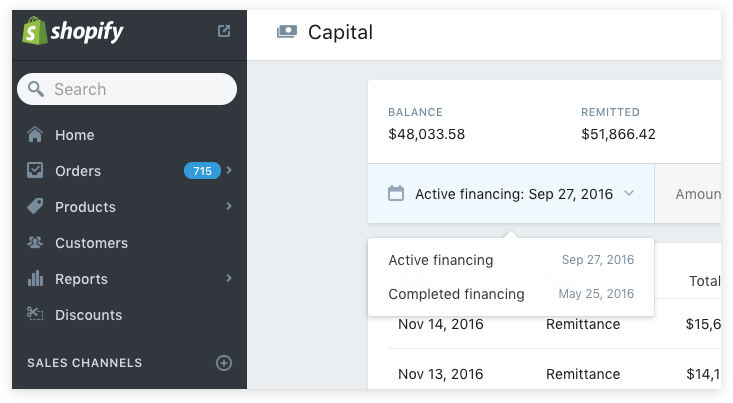 shopify
Capital
Search
Home
Orders 715
Products
Customers
Reports
Discounts
SALES CHANNELS
BALANCE REMITTED
$48,033.58 $51,866.42
Active financing: Sep 27, 2016 Amoun
Active financing Sep 27, 2016
Completed financing May 25, 2016
Total
Nov 14, 2016 Remittance $15,6
Nov 13, 2016 Remittance $14,1